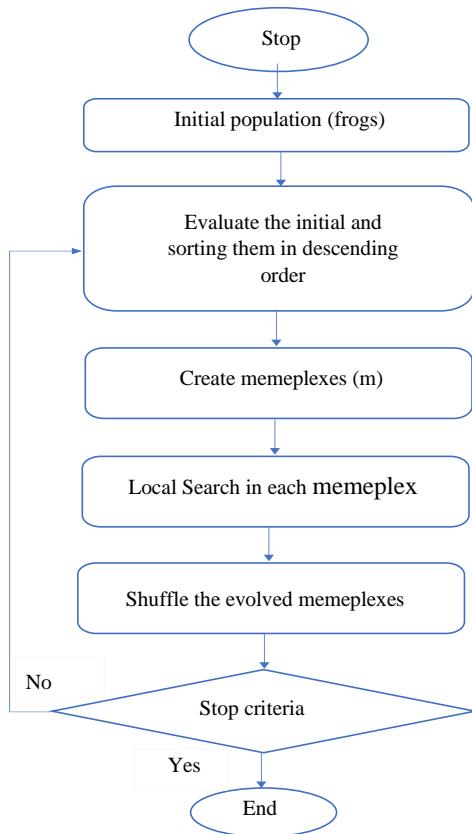 Stop
Initial population (frogs)
Evaluate the initial and
sorting them in descending
order
Create memeplexes (m)
Local Search in each memeplex
Shuffle the evolved memeplexes
No
Stop criteria
Yes
End